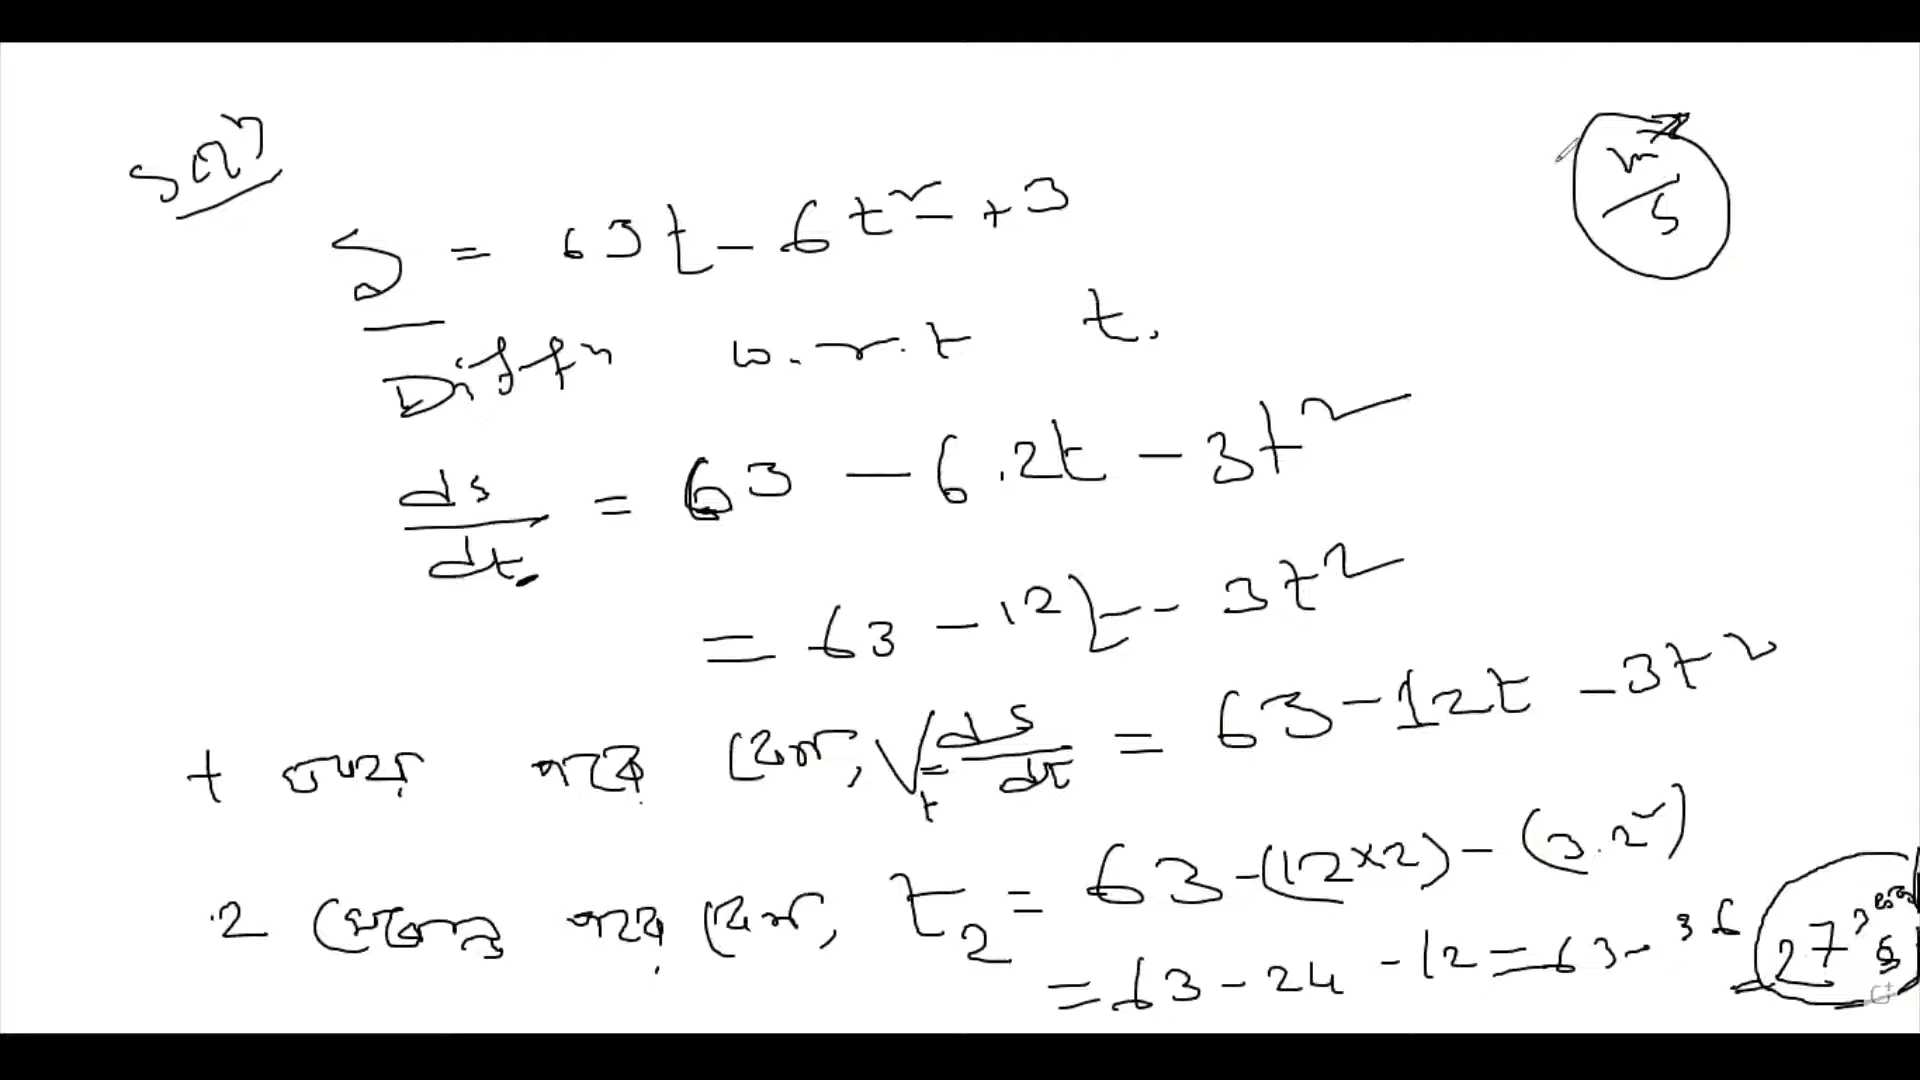 Solⁿ
S = 63t - 6t² + 3
Diffⁿ w.r.t t.
ds/dt = 63 - 6.2t - 3t²
= 63 - 12t - 3t²
t সময় পরে বেগ, V_t = ds/dt = 63 - 12t - 3t²
2 সেকেন্ড পরে বেগ, t₂ = 63 - (12×2) - (3.2²)
= 63 - 24 - 12 = 63 - 36 = 27